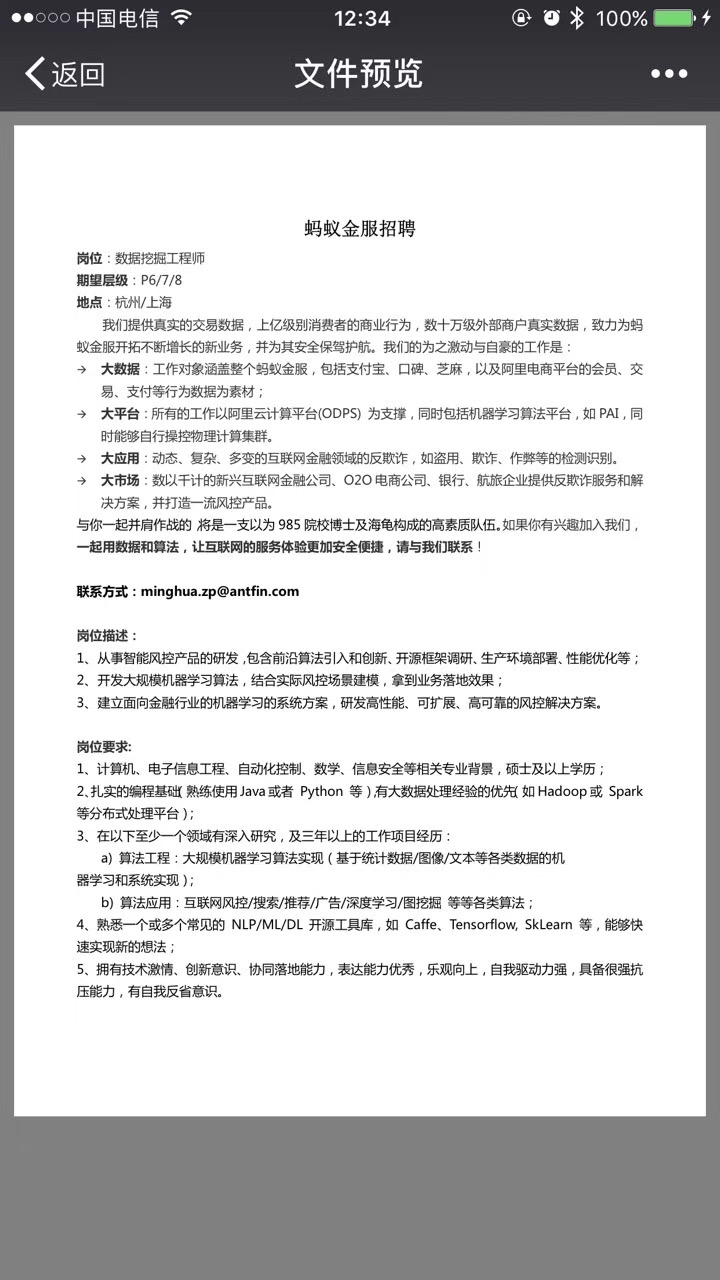 中国电信 12:34 100%
返回 文件预览
蚂蚁金服招聘
岗位：数据挖掘工程师
期望层级：P6/7/8
地点：杭州/上海
我们提供真实的交易数据，上亿级别消费者的商业行为，数十万级外部商户真实数据，致力为蚂
蚁金服开拓不断增长的新业务，并为其安全保驾护航。我们的为之激动与自豪的工作是：
→ 大数据：工作对象涵盖整个蚂蚁金服，包括支付宝、口碑、芝麻，以及阿里电商平台的会员、交
易、支付等行为数据为素材；
→ 大平台：所有的工作以阿里云计算平台(ODPS) 为支撑，同时包括机器学习算法平台，如 PAI，同
时能够自行操控物理计算集群。
→ 大应用：动态、复杂、多变的互联网金融领域的反欺诈，如盗用、欺诈、作弊等的检测识别。
→ 大市场：数以千计的新兴互联网金融公司、O2O 电商公司、银行、航旅企业提供反欺诈服务和解
决方案，并打造一流风控产品。
与你一起并肩作战的，将是一支以为 985 院校博士及海龟构成的高素质队伍。如果你有兴趣加入我们，
一起用数据和算法，让互联网的服务体验更加安全便捷，请与我们联系！
联系方式：minghua.zp@antfin.com
岗位描述：
1、从事智能风控产品的研发，包含前沿算法引入和创新、开源框架调研、生产环境部署、性能优化等；
2、开发大规模机器学习算法，结合实际风控场景建模，拿到业务落地效果；
3、建立面向金融行业的机器学习的系统方案，研发高性能、可扩展、高可靠的风控解决方案。
岗位要求:
1、计算机、电子信息工程、自动化控制、数学、信息安全等相关专业背景，硕士及以上学历；
2、扎实的编程基础（熟练使用 Java 或者 Python 等），有大数据处理经验的优先（如 Hadoop 或 Spark
等分布式处理平台）；
3、在以下至少一个领域有深入研究，及三年以上的工作项目经历：
a) 算法工程：大规模机器学习算法实现（基于统计数据/图像/文本等各类数据的机
器学习和系统实现）；
b) 算法应用：互联网风控/搜索/推荐/广告/深度学习/图挖掘 等等各类算法；
4、熟悉一个或多个常见的 NLP/ML/DL 开源工具库，如 Caffe、Tensorflow, SkLearn 等，能够快
速实现新的想法；
5、拥有技术激情、创新意识、协同落地能力，表达能力优秀，乐观向上，自我驱动力强，具备很强抗
压能力，有自我反省意识。